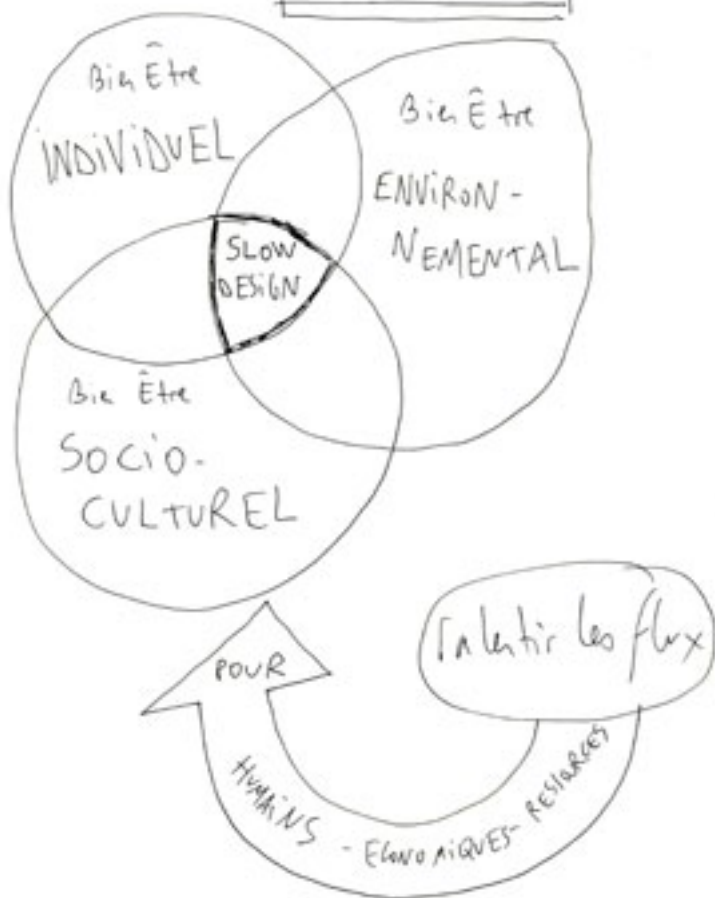 Bien Être
INDIVIDUEL
Bien Être
ENVIRON-
NEMENTAL
SLOW
DESIGN
Bien Être
SOCIO-
CULTUREL
ralentir les flux
POUR
HUMAINS - ECONOMIQUES - RESSOURCES